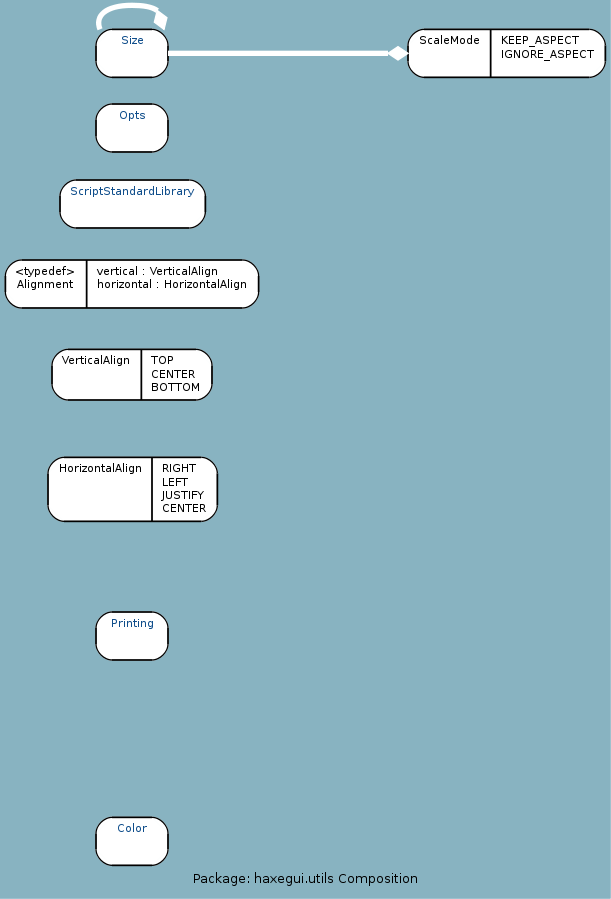 Size
ScaleMode
KEEP_ASPECT
IGNORE_ASPECT
Opts
ScriptStandardLibrary
<typedef>
Alignment
vertical : VerticalAlign
horizontal : HorizontalAlign
VerticalAlign
TOP
CENTER
BOTTOM
HorizontalAlign
RIGHT
LEFT
JUSTIFY
CENTER
Printing
Color
Package: haxegui.utils Composition